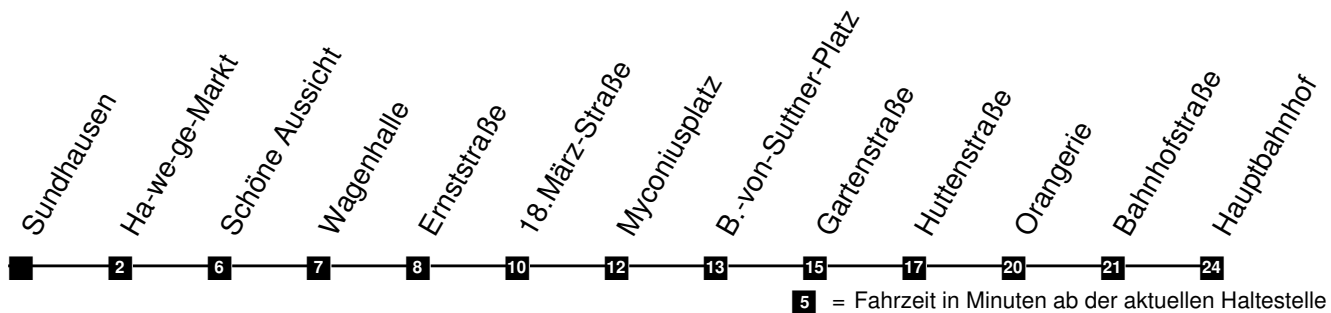 Sundhausen
Ha-we-ge-Markt
Schöne Aussicht
Wagenhalle
Ernststraße
18.März-Straße
Myconiusplatz
B.-von-Suttner-Platz
Gartenstraße
Huttenstraße
Orangerie
Bahnhofstraße
Hauptbahnhof
2 6 7 8 10 12 13 15 17 20 21 24
5 = Fahrzeit in Minuten ab der aktuellen Haltestelle